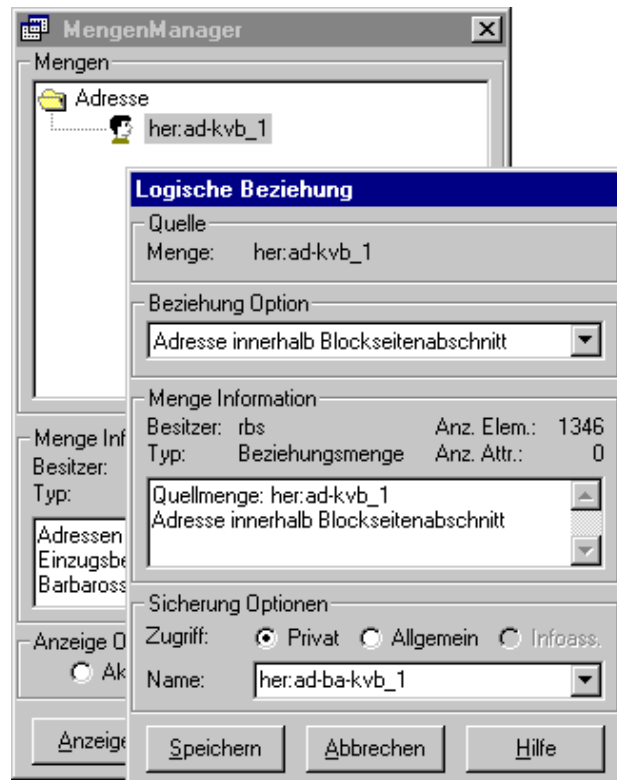 MengenManager
Mengen
Adresse
her:ad-kvb_1
Logische Beziehung
Quelle
Menge: her:ad-kvb_1
Beziehung Option
Adresse innerhalb Blockseitenabschnitt
Menge Information
Besitzer: rbs Anz. Elem.: 1346
Typ: Beziehungsmenge Anz. Attr.: 0
Quellmenge: her:ad-kvb_1
Adresse innerhalb Blockseitenabschnitt
Sicherung Optionen
Zugriff: Privat Allgemein Infoass.
Name: her:ad-ba-kvb_1
Speichern Abbrechen Hilfe
Menge Inf
Besitzer:
Typ:
Adressen
Einzugsbe
Barbaross
Anzeige O
Ak
Anzeige